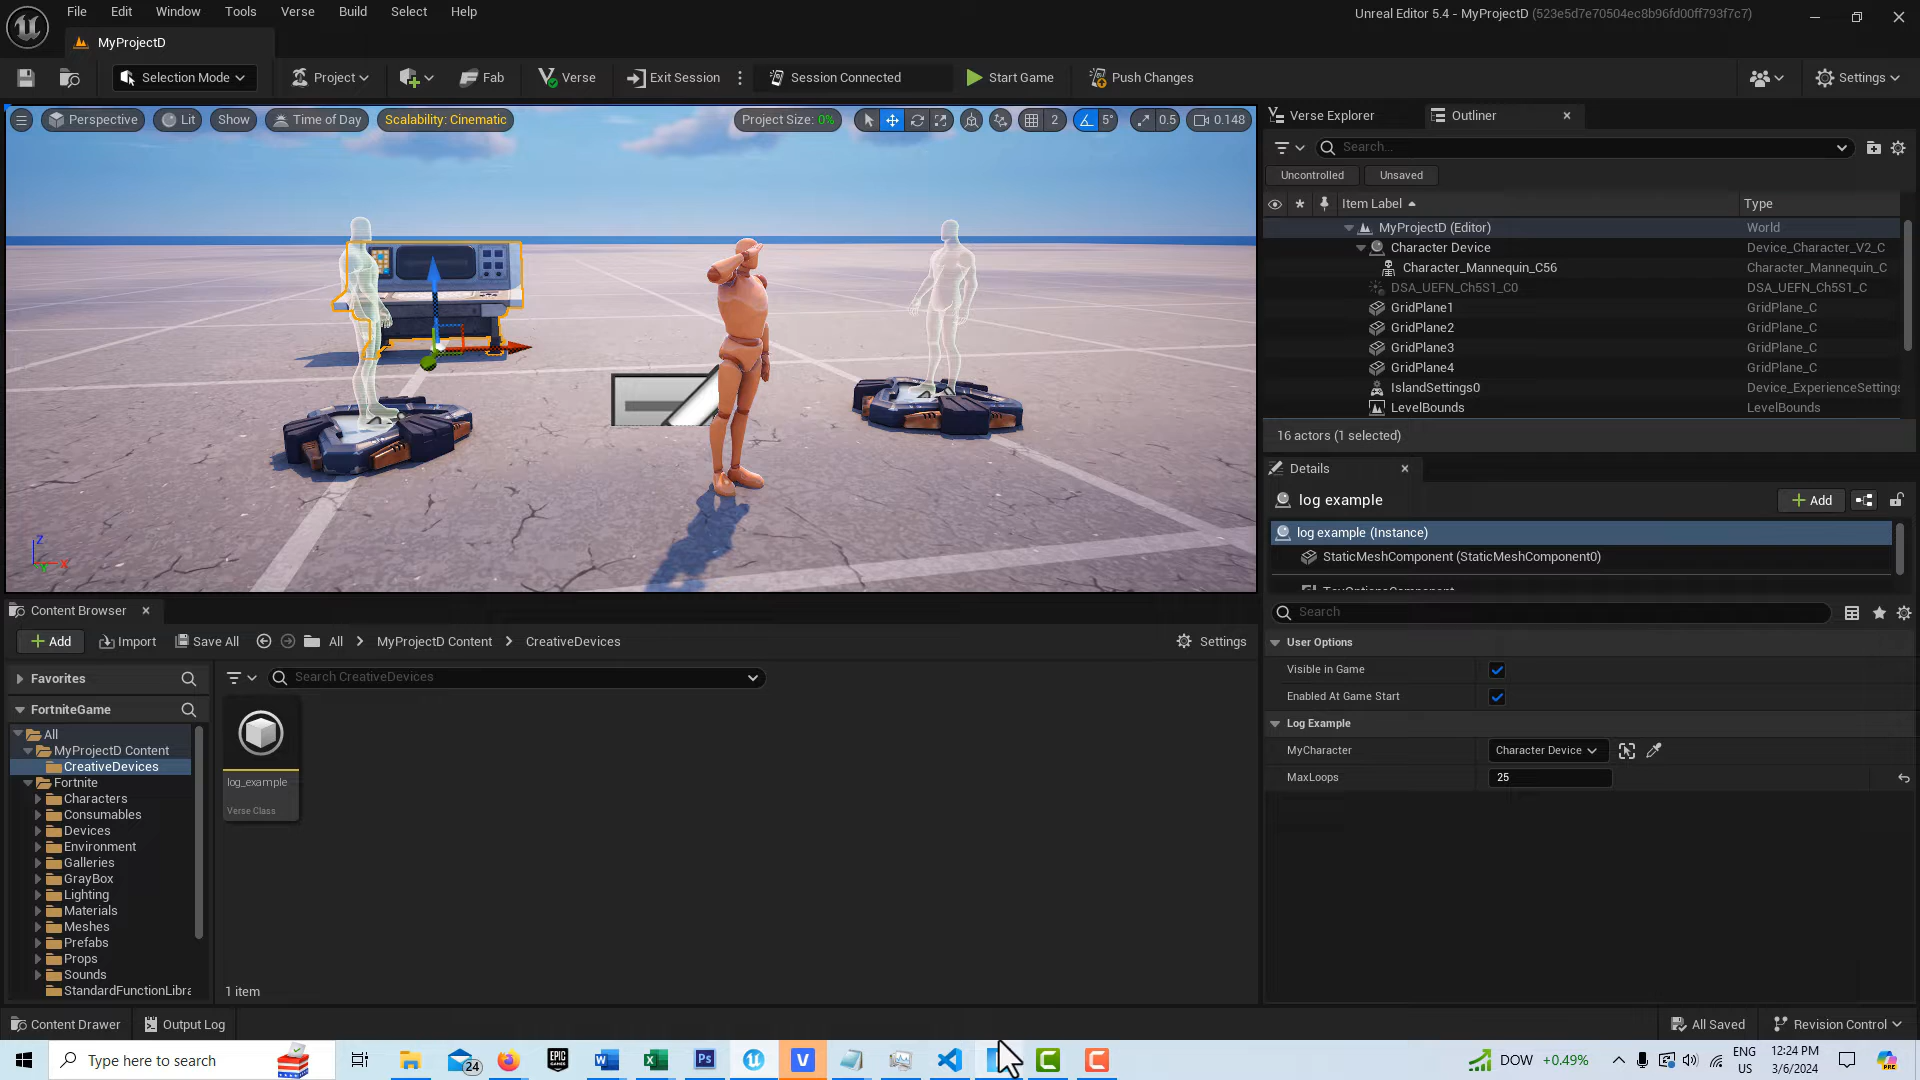 File Edit Window Tools Verse Build Select Help
Unreal Editor 5.4 - MyProjectD (523e5d7e70504ec8b96fd00ff793f7c7)
MyProjectD
Selection Mode
Project
Fab
Verse
Exit Session
Session Connected
Start Game
Push Changes
Settings
Perspective
Lit
Show
Time of Day
Scalability: Cinematic
Project Size: 0%
2
5°
0.5
0.148
Z
X
Verse Explorer
Outliner
Search...
Uncontrolled
Unsaved
Item Label
Type
MyProjectD (Editor) World
Character Device Device_Character_V2_C
Character_Mannequin_C56 Character_Mannequin_C
DSA_UEFN_Ch5S1_C0 DSA_UEFN_Ch5S1_C
GridPlane1 GridPlane_C
GridPlane2 GridPlane_C
GridPlane3 GridPlane_C
GridPlane4 GridPlane_C
IslandSettings0 Device_ExperienceSettings
LevelBounds LevelBounds
16 actors (1 selected)
Details
log example
Add
log example (Instance)
StaticMeshComponent (StaticMeshComponent0)
Search
User Options
Visible in Game
Enabled At Game Start
Log Example
MyCharacter Character Device
MaxLoops 25
Content Browser
Add
Import
Save All
All
MyProjectD Content
CreativeDevices
Settings
Favorites
Search CreativeDevices
FortniteGame
All
MyProjectD Content
CreativeDevices
Fortnite
Characters
Consumables
Devices
Environment
Galleries
GrayBox
Lighting
Materials
Meshes
Prefabs
Props
Sounds
StandardFunctionLibra
log_example
Verse Class
1 item
Content Drawer
Output Log
All Saved
Revision Control
Type here to search
24
EPIC GAMES
Ps
V
DOW +0.49%
ENG
US
12:24 PM
3/6/2024
PRE